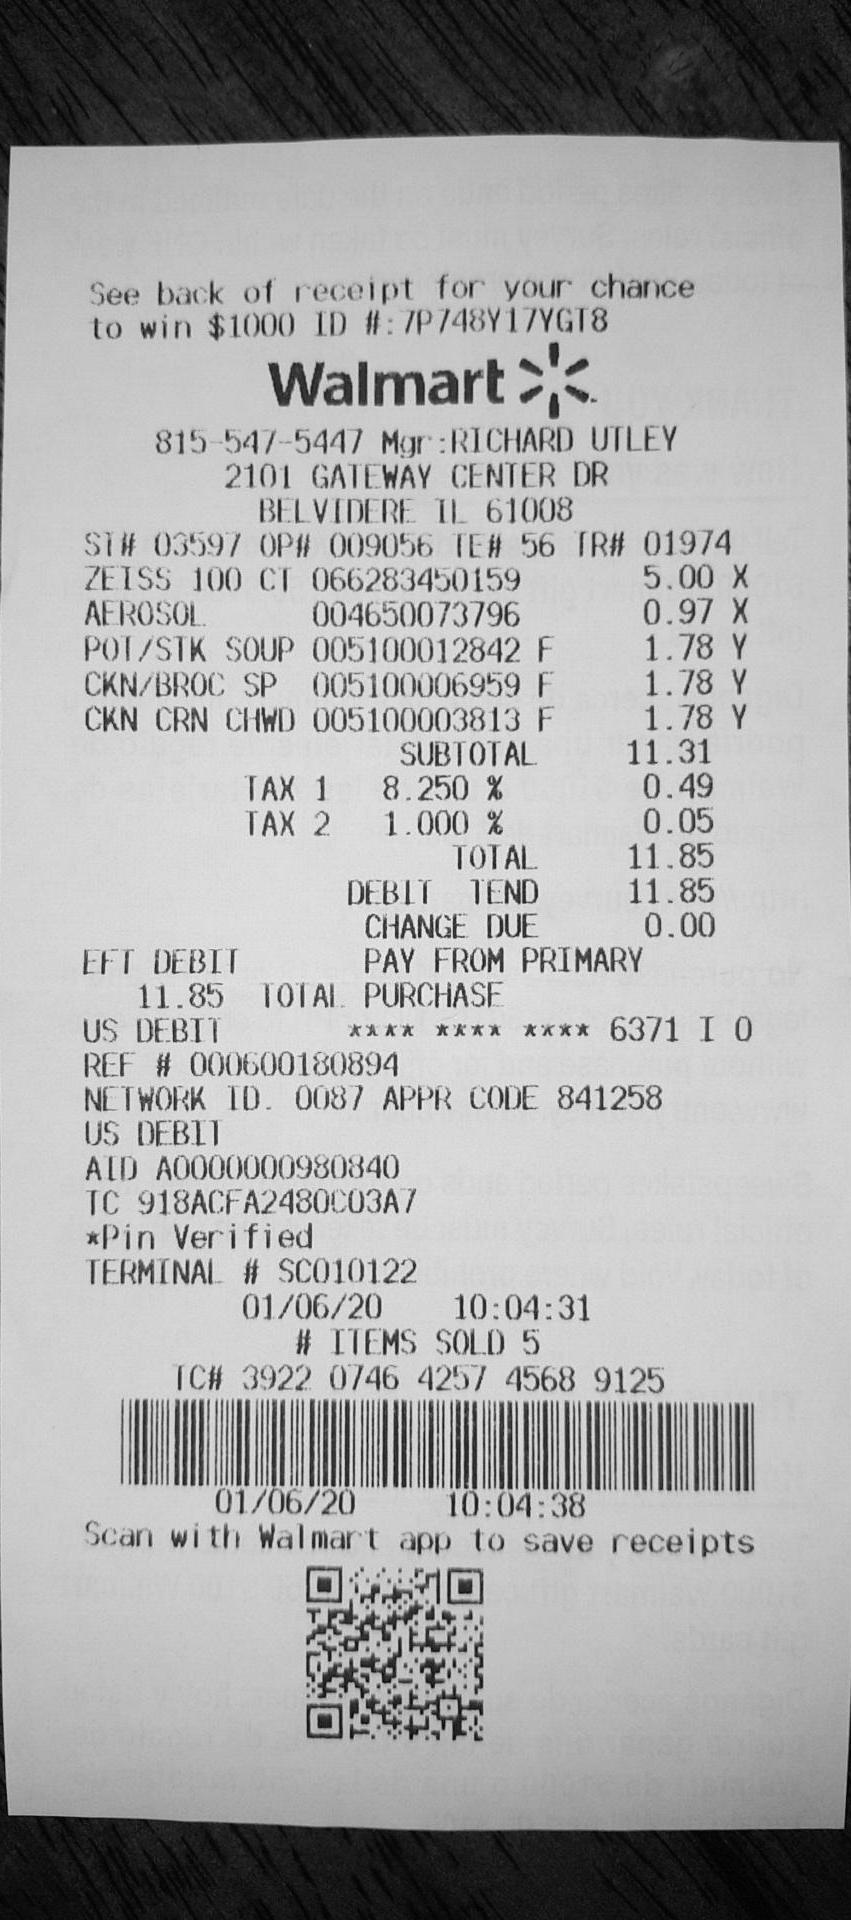 See back of receipt for your chance
to win $1000 ID #:7P748Y17YGT8
Walmart
815-547-5447 Mgr:RICHARD UTLEY
2101 GATEWAY CENTER DR
BELVIDERE IL 61008
ST# 03597 OP# 009056 TE# 56 TR# 01974
ZEISS 100 CT 066283450159 5.00 X
AEROSOL 004650073796 0.97 X
POT/STK SOUP 005100012842 F 1.78 Y
CKN/BROC SP 005100006959 F 1.78 Y
CKN CRN CHWD 005100003813 F 1.78 Y
SUBTOTAL 11.31
TAX 1 8.250 % 0.49
TAX 2 1.000 % 0.05
TOTAL 11.85
DEBIT TEND 11.85
CHANGE DUE 0.00
EFT DEBIT PAY FROM PRIMARY
11.85 TOTAL PURCHASE
US DEBIT **** **** **** 6371 I 0
REF # 000600180894
NETWORK ID. 0087 APPR CODE 841258
US DEBIT
AID A0000000980840
TC 918ACFA2480C03A7
*Pin Verified
TERMINAL # SC010122
01/06/20 10:04:31
# ITEMS SOLD 5
TC# 3922 0746 4257 4568 9125
01/06/20 10:04:38
Scan with Walmart app to save receipts